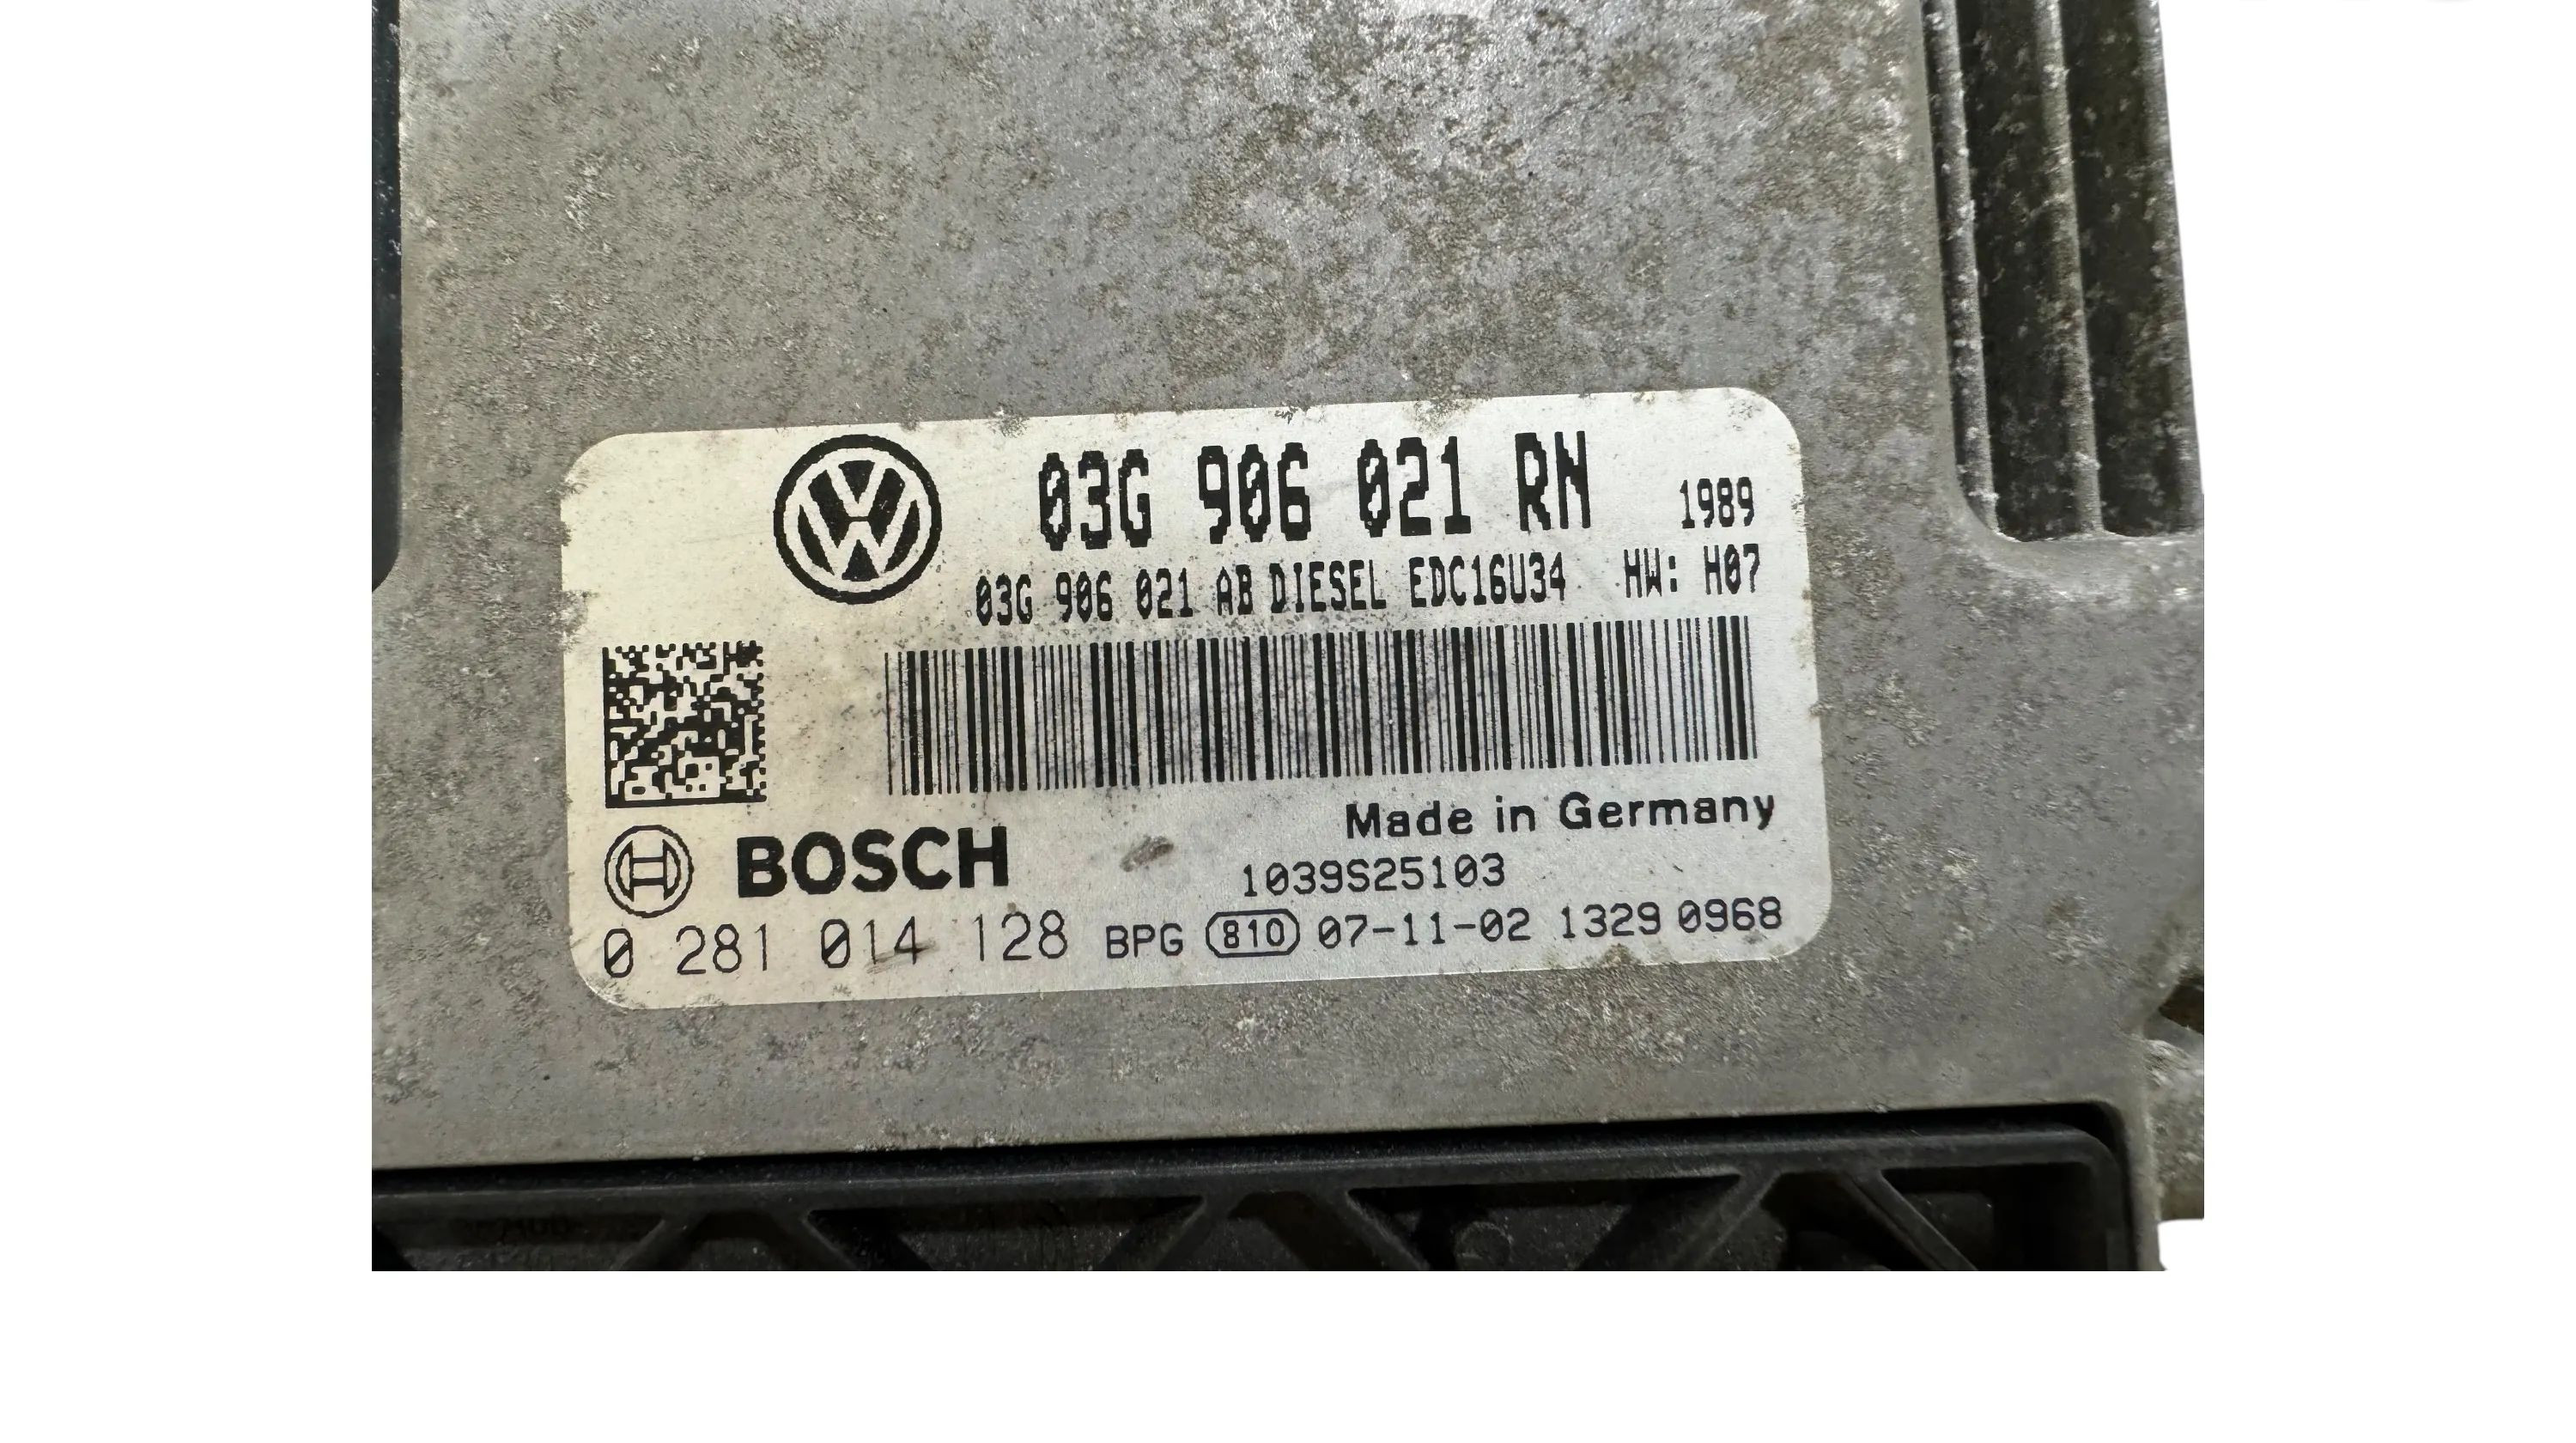 03G 906 021 RN 1989
03G 906 021 AB DIESEL EDC16U34 HW: H07
Made in Germany
BOSCH
1039S25103
0 281 014 128 BPG 810 07-11-02 1329 0968